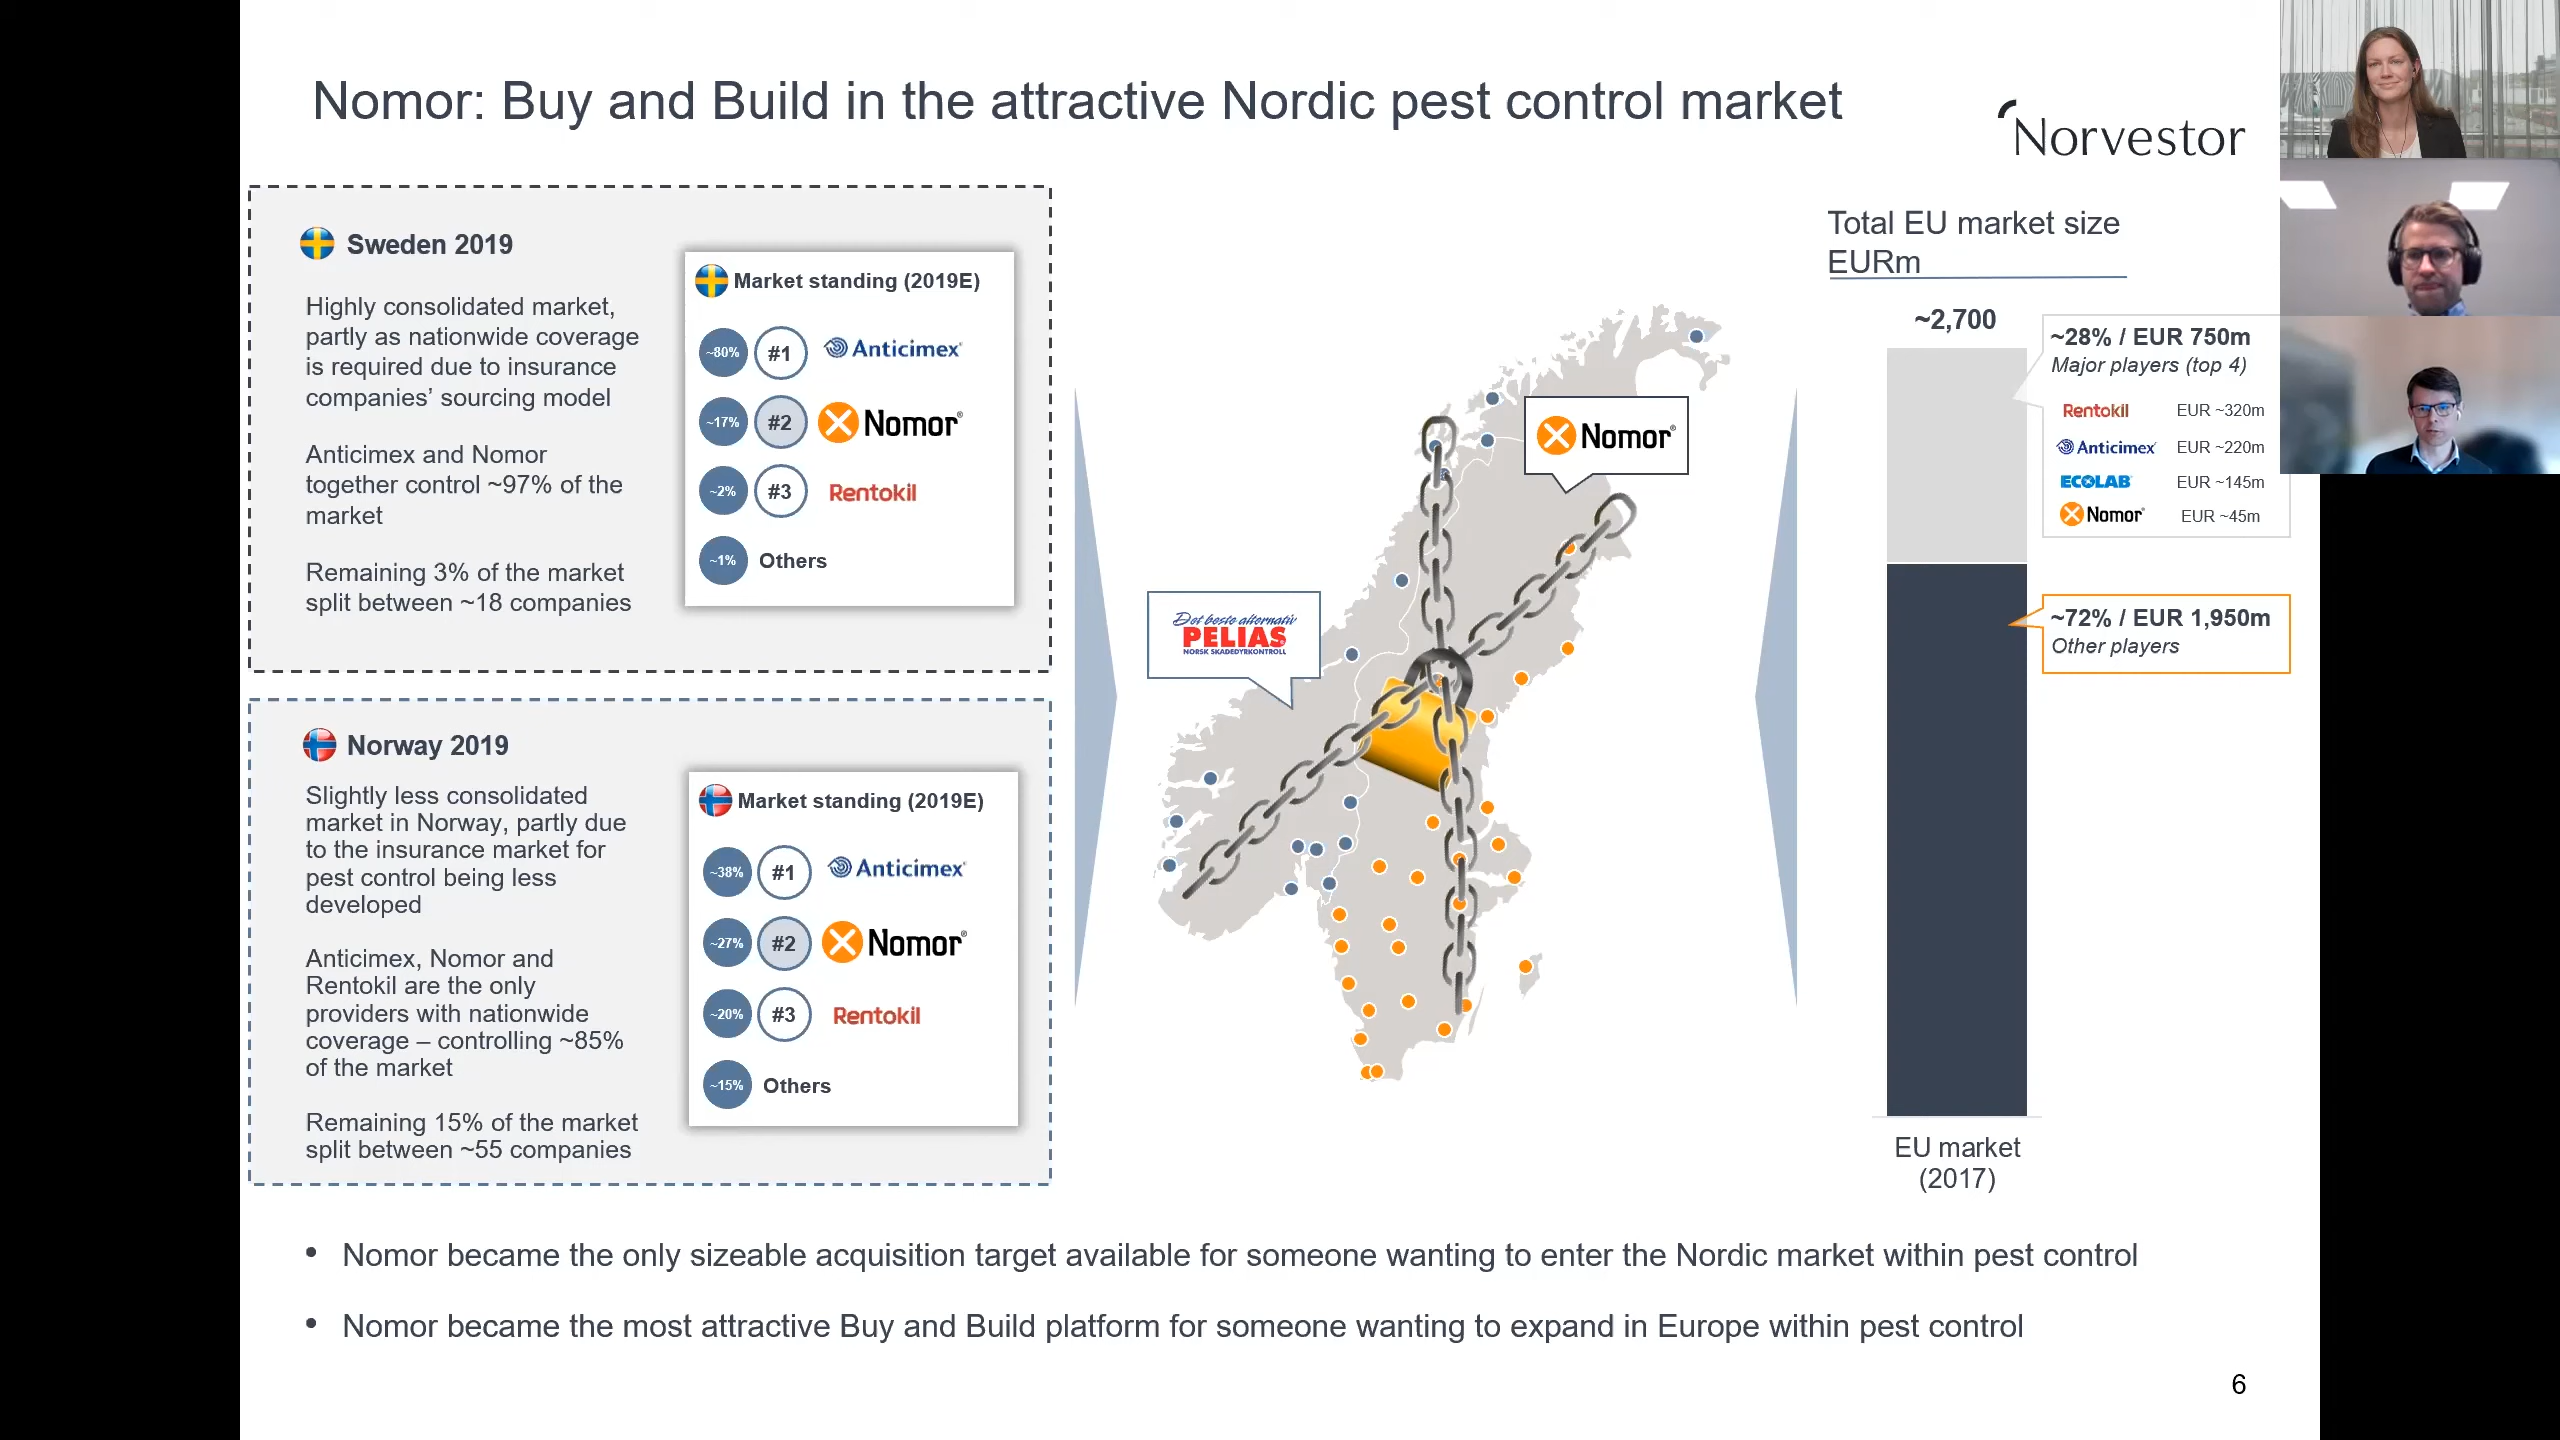 Nomor: Buy and Build in the attractive Nordic pest control market
Norvestor
Sweden 2019
Highly consolidated market,
partly as nationwide coverage
is required due to insurance
companies’ sourcing model
Anticimex and Nomor
together control ~97% of the
market
Remaining 3% of the market
split between ~18 companies
Market standing (2019E)
~80% #1 Anticimex
~17% #2 Nomor
~2% #3 Rentokil
~1% Others
Norway 2019
Slightly less consolidated
market in Norway, partly due
to the insurance market for
pest control being less
developed
Anticimex, Nomor and
Rentokil are the only
providers with nationwide
coverage – controlling ~85%
of the market
Remaining 15% of the market
split between ~55 companies
Market standing (2019E)
~38% #1 Anticimex
~27% #2 Nomor
~20% #3 Rentokil
~15% Others
Nomor
Det beste alternativ
PELIAS
NORSK SKADEDYRKONTROLL
Total EU market size
EURm
~2,700
~28% / EUR 750m
Major players (top 4)
Rentokil EUR ~320m
Anticimex EUR ~220m
ECOLAB EUR ~145m
Nomor EUR ~45m
~72% / EUR 1,950m
Other players
EU market
(2017)
• Nomor became the only sizeable acquisition target available for someone wanting to enter the Nordic market within pest control
• Nomor became the most attractive Buy and Build platform for someone wanting to expand in Europe within pest control
6